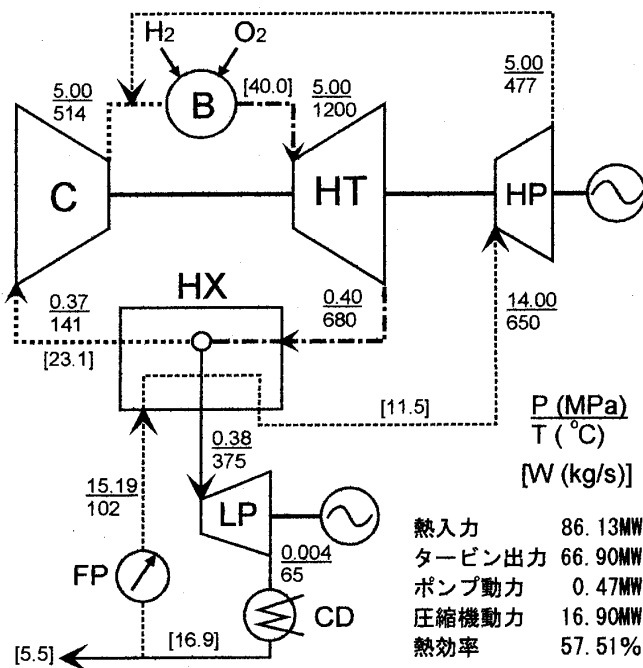 H2 O2
5.00
514
B
[40.0]
5.00
1200
5.00
477
C
HT
HP
0.37
141
HX
0.40
680
14.00
650
[23.1]
[11.5]
P (MPa)
T (°C)
[W (kg/s)]
0.38
375
15.19
102
LP
FP
0.004
65
CD
[5.5]
[16.9]
熱入力 86.13MW
タービン出力 66.90MW
ポンプ動力 0.47MW
圧縮機動力 16.90MW
熱効率 57.51%